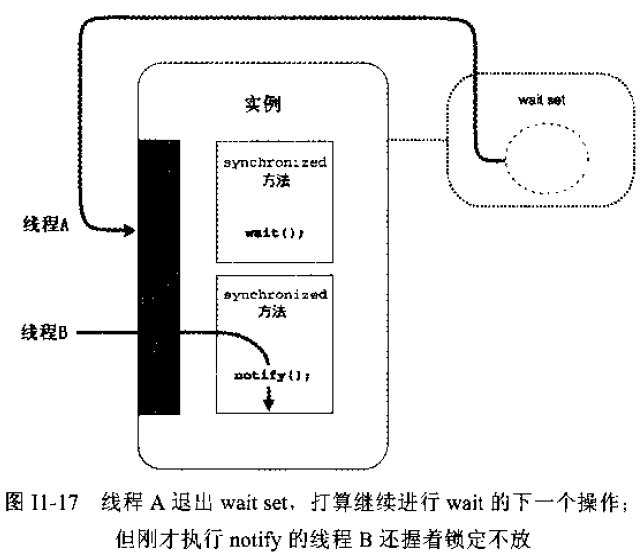 实例
wait set
synchronized
方法
wait();
线程A
synchronized
方法
线程B
notify();
图 I1-17 线程 A 退出 wait set，打算继续进行 wait 的下一个操作；
但刚才执行 notify 的线程 B 还握着锁定不放